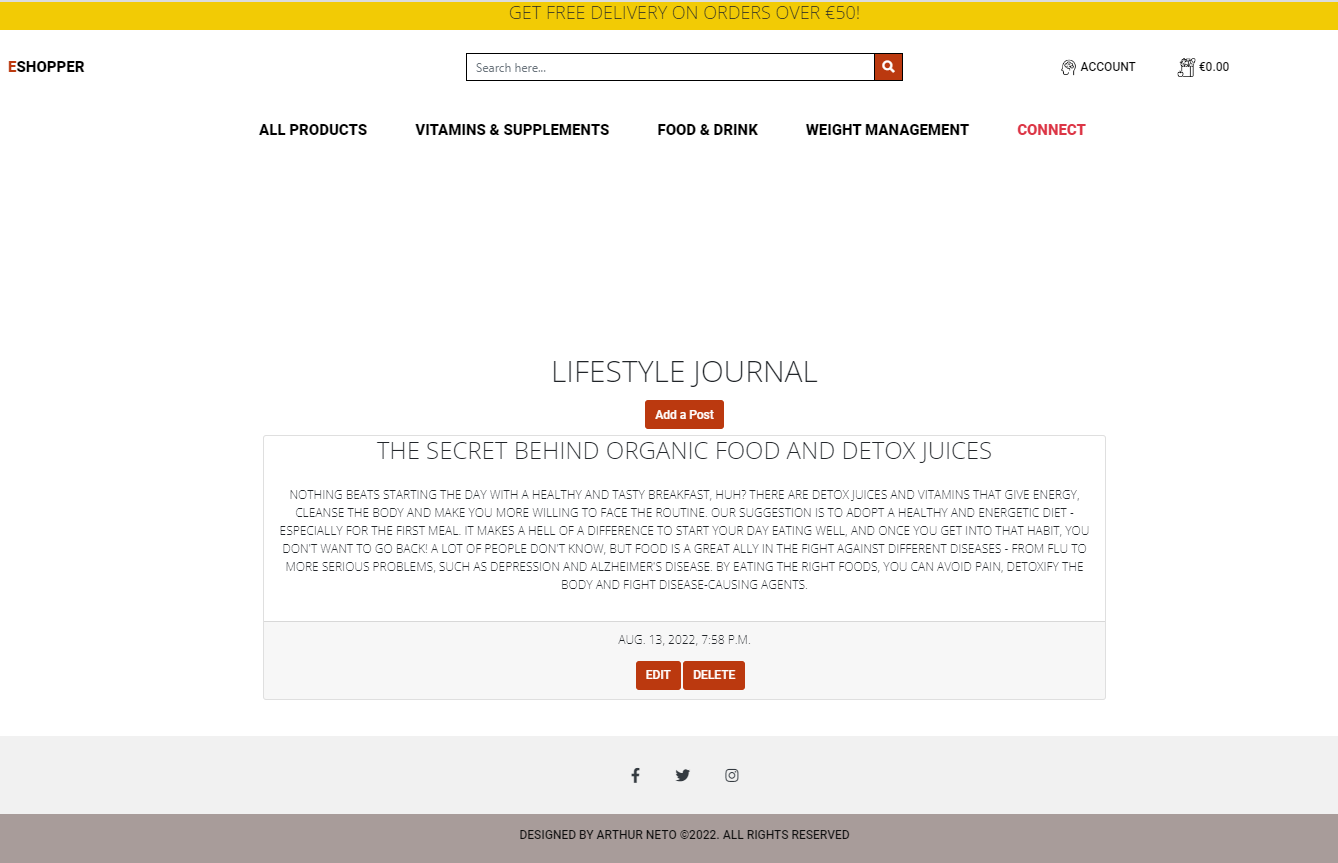 GET FREE DELIVERY ON ORDERS OVER €50!
ESHOPPER
Search here...
ACCOUNT
€0.00
ALL PRODUCTS
VITAMINS & SUPPLEMENTS
FOOD & DRINK
WEIGHT MANAGEMENT
CONNECT
LIFESTYLE JOURNAL
Add a Post
THE SECRET BEHIND ORGANIC FOOD AND DETOX JUICES
NOTHING BEATS STARTING THE DAY WITH A HEALTHY AND TASTY BREAKFAST, HUH? THERE ARE DETOX JUICES AND VITAMINS THAT GIVE ENERGY,
CLEANSE THE BODY AND MAKE YOU MORE WILLING TO FACE THE ROUTINE. OUR SUGGESTION IS TO ADOPT A HEALTHY AND ENERGETIC DIET -
ESPECIALLY FOR THE FIRST MEAL. IT MAKES A HELL OF A DIFFERENCE TO START YOUR DAY EATING WELL, AND ONCE YOU GET INTO THAT HABIT, YOU
DON'T WANT TO GO BACK! A LOT OF PEOPLE DON'T KNOW, BUT FOOD IS A GREAT ALLY IN THE FIGHT AGAINST DIFFERENT DISEASES - FROM FLU TO
MORE SERIOUS PROBLEMS, SUCH AS DEPRESSION AND ALZHEIMER'S DISEASE. BY EATING THE RIGHT FOODS, YOU CAN AVOID PAIN, DETOXIFY THE
BODY AND FIGHT DISEASE-CAUSING AGENTS.
AUG. 13, 2022, 7:58 P.M.
EDIT
DELETE
DESIGNED BY ARTHUR NETO ©2022. ALL RIGHTS RESERVED